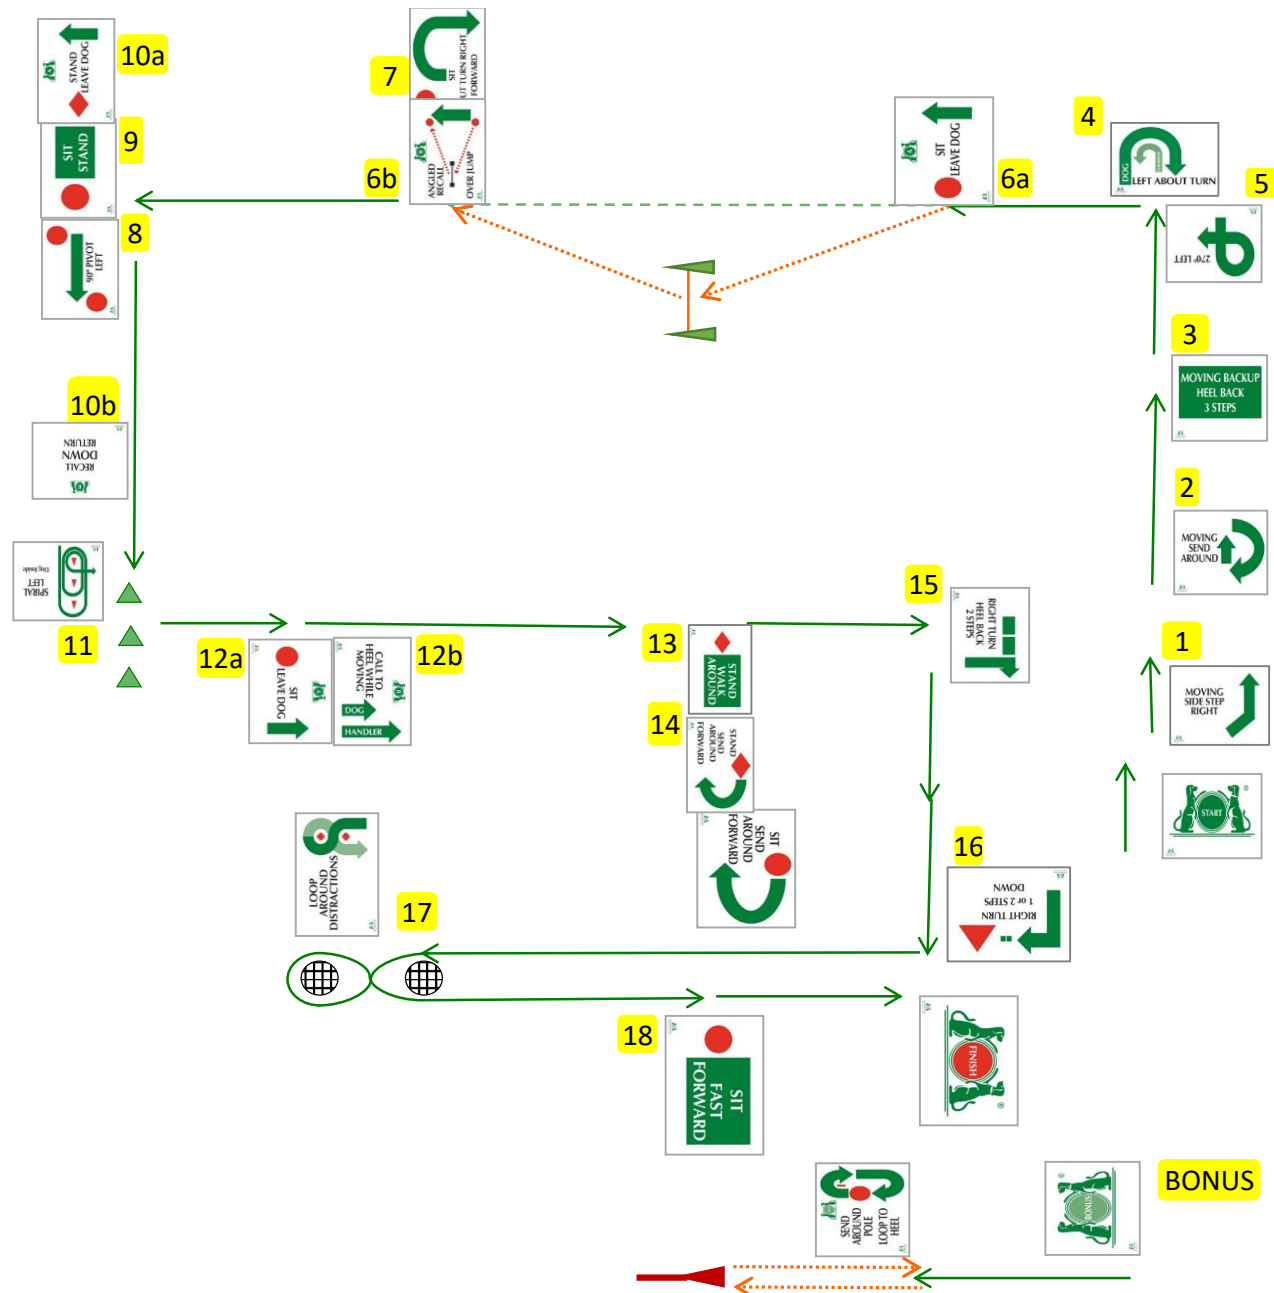 10a
STAND
LEAVE DOG
9
SIT
STAND
8
90° PIVOT
LEFT
7
SIT
UT TURN RIGHT
FORWARD
6b
ANGLED
RECALL
OVER JUMP
6a
SIT
LEAVE DOG
4
DOG
LEFT ABOUT TURN
5
270° LEFT
3
MOVING BACKUP
HEEL BACK
3 STEPS
2
MOVING
SEND
AROUND
1
MOVING
SIDE STEP
RIGHT
START
10b
RECALL
DOWN
RETURN
11
SPIRAL
LEFT
Dog Inside
12a
SIT
LEAVE DOG
12b
CALL TO
HEEL WHILE
MOVING
DOG
HANDLER
13
STAND
WALK
AROUND
14
STAND
SEND
AROUND
FORWARD
SIT
SEND
AROUND
FORWARD
15
RIGHT TURN
HEEL BACK
2 STEPS
16
RIGHT TURN
1 or 2 STEPS
DOWN
17
LOOP
AROUND
DISTRACTIONS
18
SIT
FAST
FORWARD
FINISH
BONUS
BONUS
SEND
AROUND
POLE
LOOP TO
HEEL